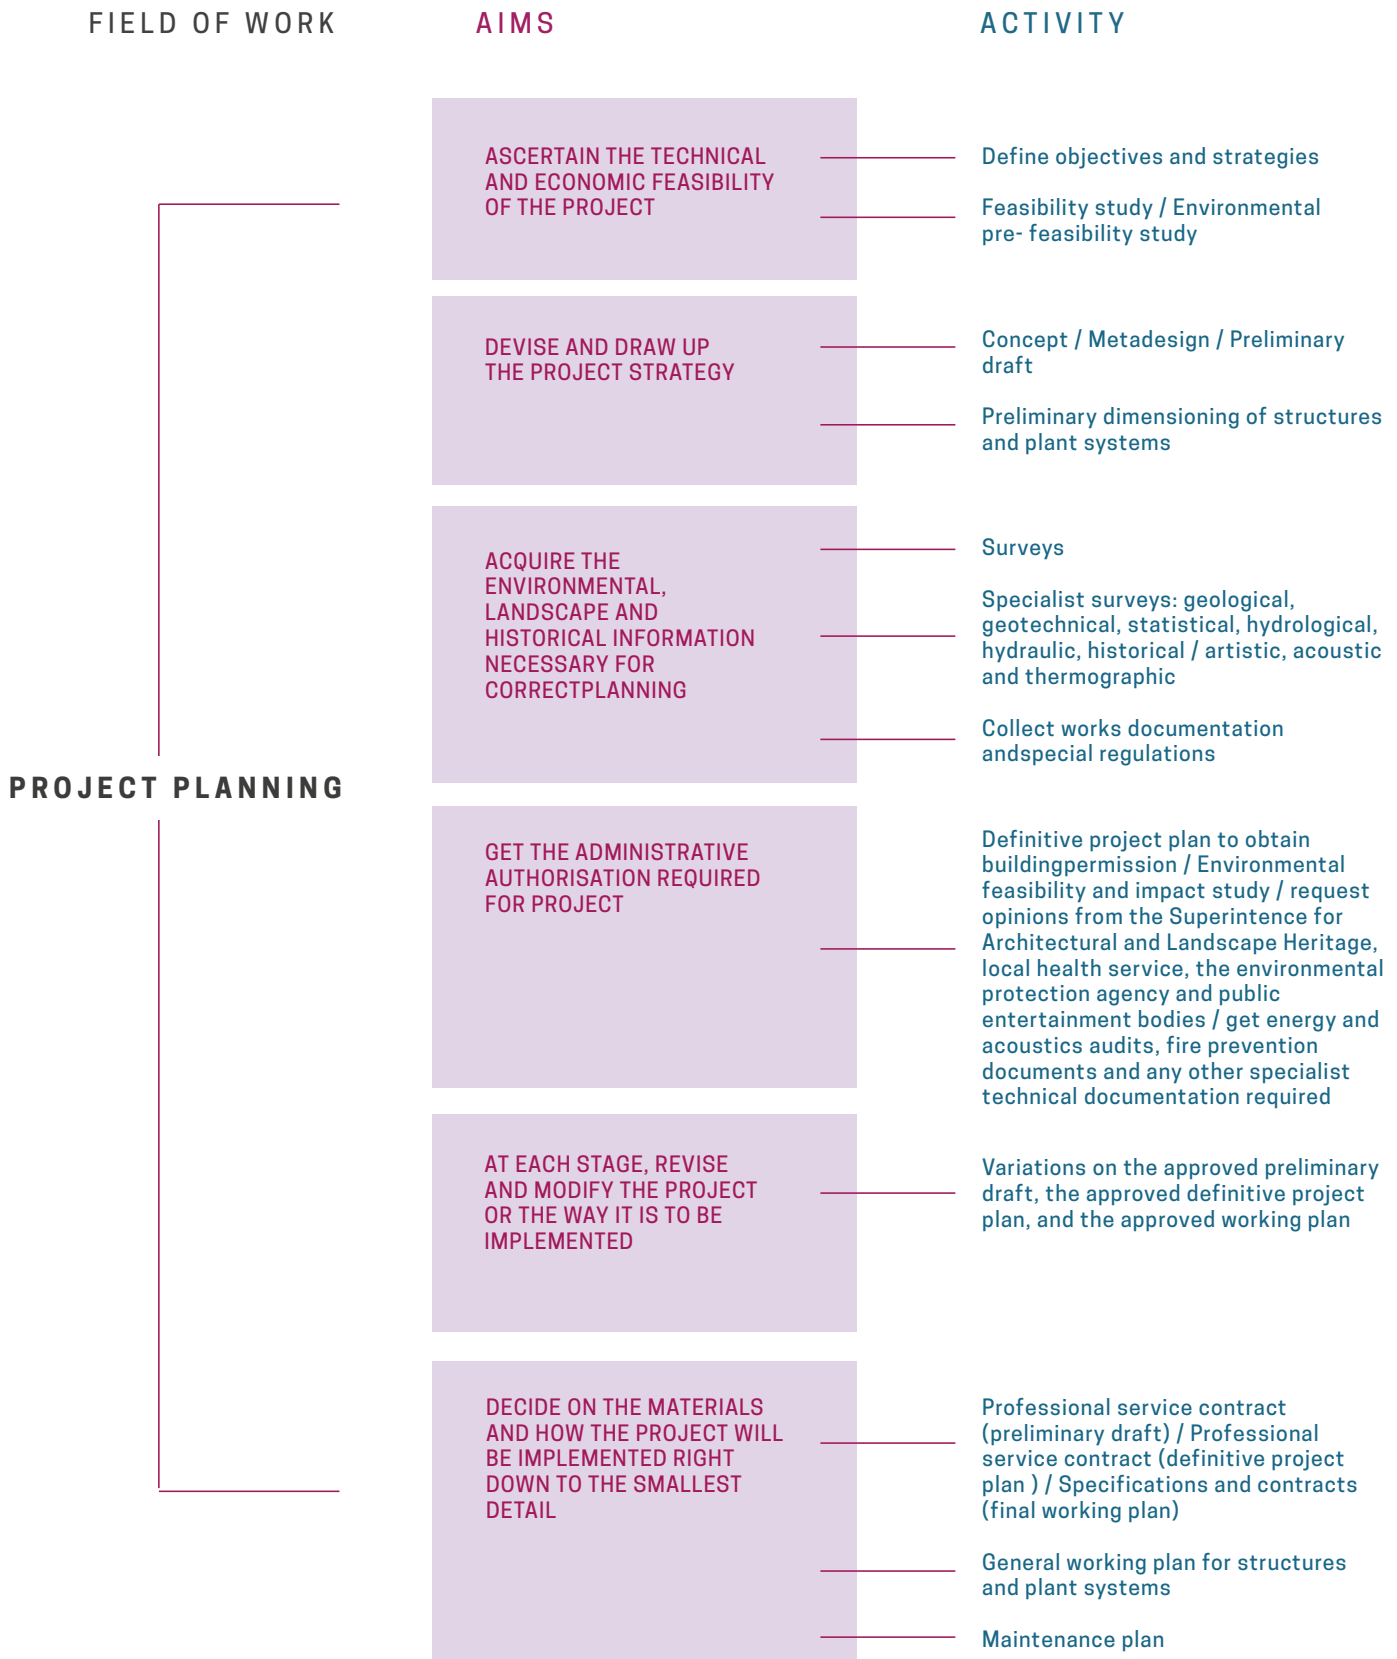 FIELD OF WORK
AIMS
ACTIVITY
ASCERTAIN THE TECHNICAL
AND ECONOMIC FEASIBILITY
OF THE PROJECT
Define objectives and strategies
Feasibility study / Environmental
pre- feasibility study
DEVISE AND DRAW UP
THE PROJECT STRATEGY
Concept / Metadesign / Preliminary
draft
Preliminary dimensioning of structures
and plant systems
ACQUIRE THE
ENVIRONMENTAL,
LANDSCAPE AND
HISTORICAL INFORMATION
NECESSARY FOR
CORRECTPLANNING
Surveys
Specialist surveys: geological,
geotechnical, statistical, hydrological,
hydraulic, historical / artistic, acoustic
and thermographic
Collect works documentation
andspecial regulations
PROJECT PLANNING
GET THE ADMINISTRATIVE
AUTHORISATION REQUIRED
FOR PROJECT
Definitive project plan to obtain
buildingpermission / Environmental
feasibility and impact study / request
opinions from the Superintence for
Architectural and Landscape Heritage,
local health service, the environmental
protection agency and public
entertainment bodies / get energy and
acoustics audits, fire prevention
documents and any other specialist
technical documentation required
AT EACH STAGE, REVISE
AND MODIFY THE PROJECT
OR THE WAY IT IS TO BE
IMPLEMENTED
Variations on the approved preliminary
draft, the approved definitive project
plan, and the approved working plan
DECIDE ON THE MATERIALS
AND HOW THE PROJECT WILL
BE IMPLEMENTED RIGHT
DOWN TO THE SMALLEST
DETAIL
Professional service contract
(preliminary draft) / Professional
service contract (definitive project
plan ) / Specifications and contracts
(final working plan)
General working plan for structures
and plant systems
Maintenance plan